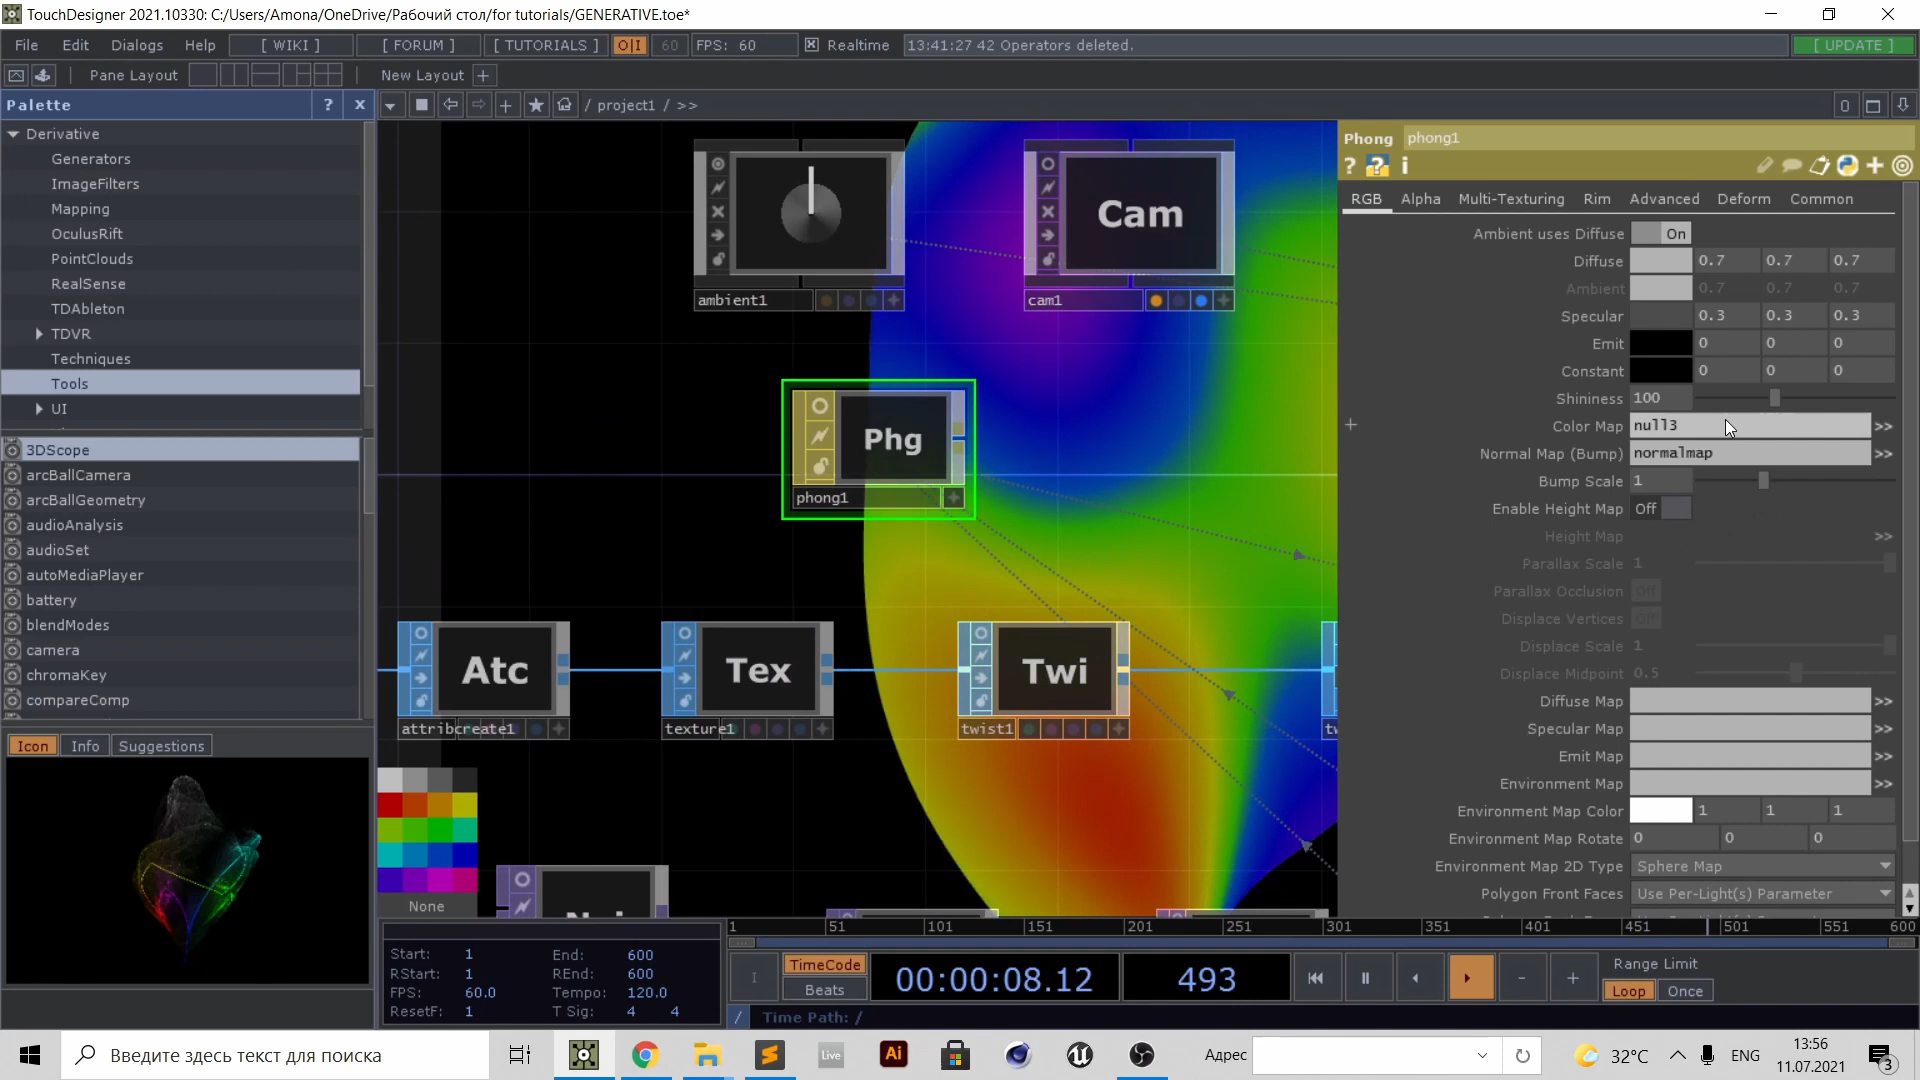 TouchDesigner 2021.10330: C:/Users/Amona/OneDrive/Рабочий стол/for tutorials/GENERATIVE.toe*
File Edit Dialogs Help [ WIKI ] [ FORUM ] [ TUTORIALS ] O|I 60 FPS: 60 Realtime 13:41:27 42 Operators deleted. [ UPDATE ]
Pane Layout New Layout +
Palette ? x / project1 / >> 0
Derivative
Generators
ImageFilters
Mapping
OculusRift
PointClouds
RealSense
TDAbleton
TDVR
Techniques
Tools
UI
3DScope
arcBallCamera
arcBallGeometry
audioAnalysis
audioSet
autoMediaPlayer
battery
blendModes
camera
chromaKey
compareComp
Icon Info Suggestions
ambient1
Cam
cam1
Phg
phong1
Atc
attribcreate1
Tex
texture1
Twi
twist1
tw
None
Phong phong1
? ? i
RGB Alpha Multi-Texturing Rim Advanced Deform Common
Ambient uses Diffuse On
Diffuse 0.7 0.7 0.7
Ambient 0.7 0.7 0.7
Specular 0.3 0.3 0.3
Emit 0 0 0
Constant 0 0 0
Shininess 100
Color Map null3 >>
Normal Map (Bump) normalmap >>
Bump Scale 1
Enable Height Map Off
Height Map >>
Parallax Scale 1
Parallax Occlusion Off
Displace Vertices Off
Displace Scale 1
Displace Midpoint 0.5
Diffuse Map >>
Specular Map >>
Emit Map >>
Environment Map >>
Environment Map Color 1 1 1
Environment Map Rotate 0 0 0
Environment Map 2D Type Sphere Map
Polygon Front Faces Use Per-Light(s) Parameter
1 51 101 151 201 251 301 351 401 451 501 551 600
Start: 1 End: 600
RStart: 1 REnd: 600
FPS: 60.0 Tempo: 120.0
ResetF: 1 T Sig: 4 4
I TimeCode Beats 00:00:08.12 493 - + Range Limit
Loop Once
/ Time Path: /
Введите здесь текст для поиска Live Ai Адрес 32°C ENG 13:56
11.07.2021 3